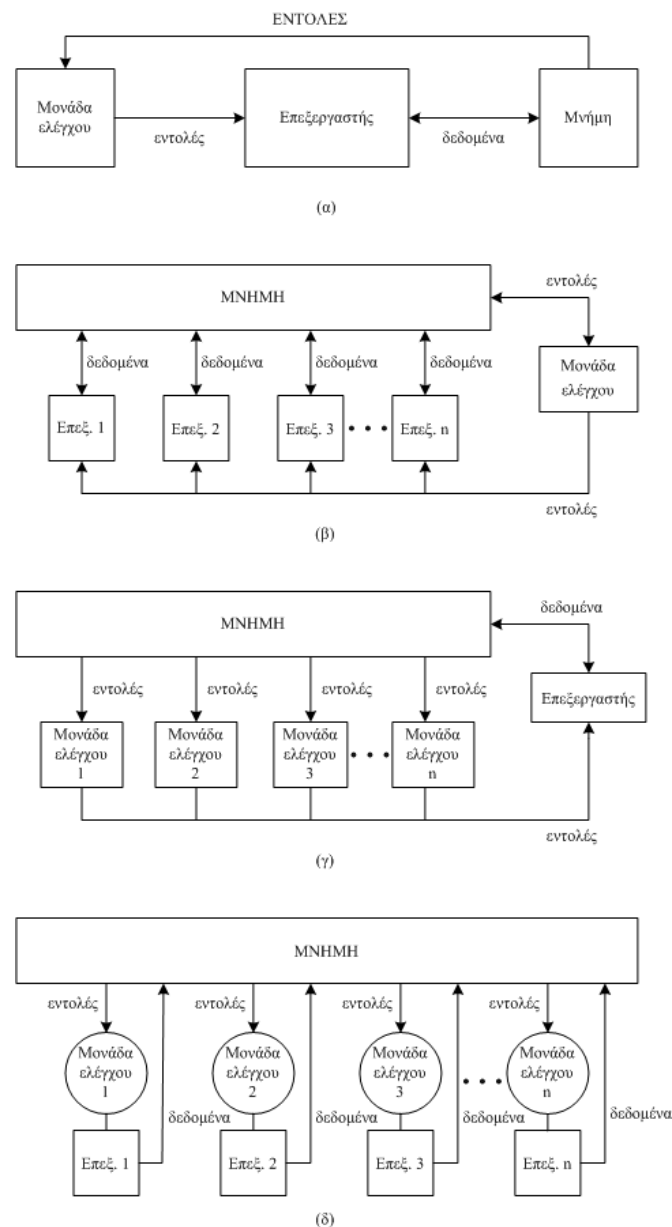 ΕΝΤΟΛΕΣ
Μονάδα
ελέγχου
εντολές
Επεξεργαστής
δεδομένα
Μνήμη
(α)
ΜΝΗΜΗ
εντολές
δεδομένα
δεδομένα
δεδομένα
δεδομένα
Μονάδα
ελέγχου
Επεξ. 1
Επεξ. 2
Επεξ. 3
Επεξ. n
εντολές
(β)
ΜΝΗΜΗ
δεδομένα
εντολές
εντολές
εντολές
εντολές
Επεξεργαστής
Μονάδα
ελέγχου
1
Μονάδα
ελέγχου
2
Μονάδα
ελέγχου
3
Μονάδα
ελέγχου
n
εντολές
(γ)
ΜΝΗΜΗ
εντολές
εντολές
εντολές
εντολές
Μονάδα
ελέγχου
1
Μονάδα
ελέγχου
2
Μονάδα
ελέγχου
3
Μονάδα
ελέγχου
n
δεδομένα
δεδομένα
δεδομένα
δεδομένα
Επεξ. 1
Επεξ. 2
Επεξ. 3
Επεξ. n
(δ)